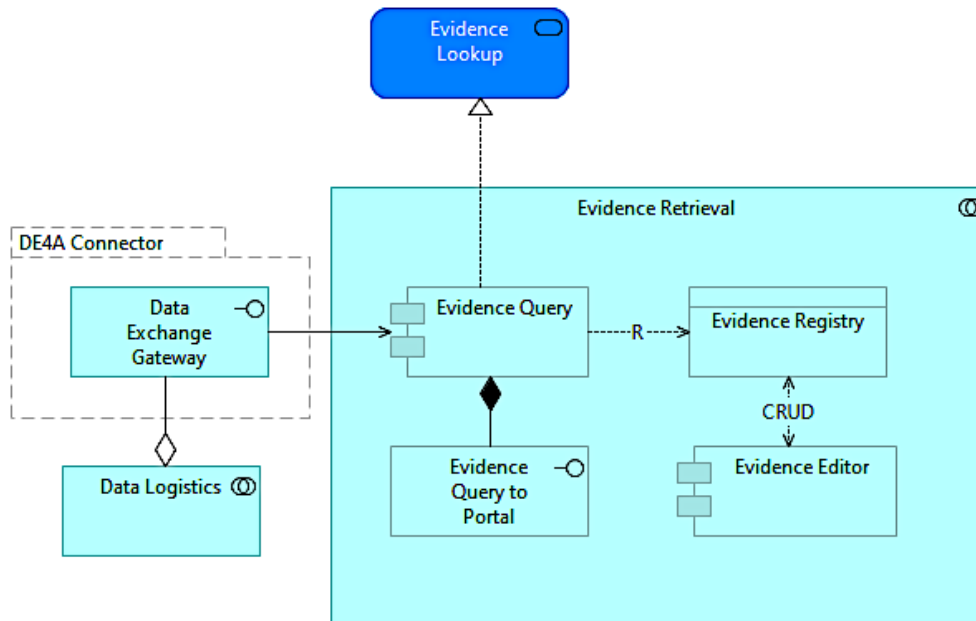 Evidence
Lookup
Evidence Retrieval
DE4A Connector
Data
Exchange
Gateway
Evidence Query
R
Evidence Registry
CRUD
Data Logistics
Evidence
Query to
Portal
Evidence Editor